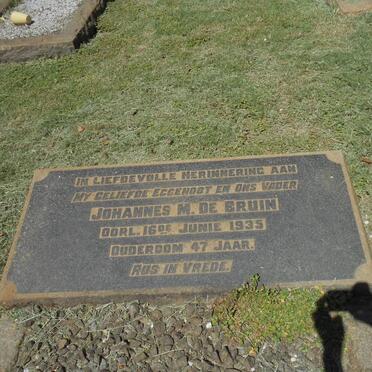 In Liefdevolle Herinnering aan
My Geliefde Eggenoot en ons Vader
Johannes M. de Bruin
Oorl. 16de Junie 1935
Ouderdom 47 Jaar.
Rus in Vrede.